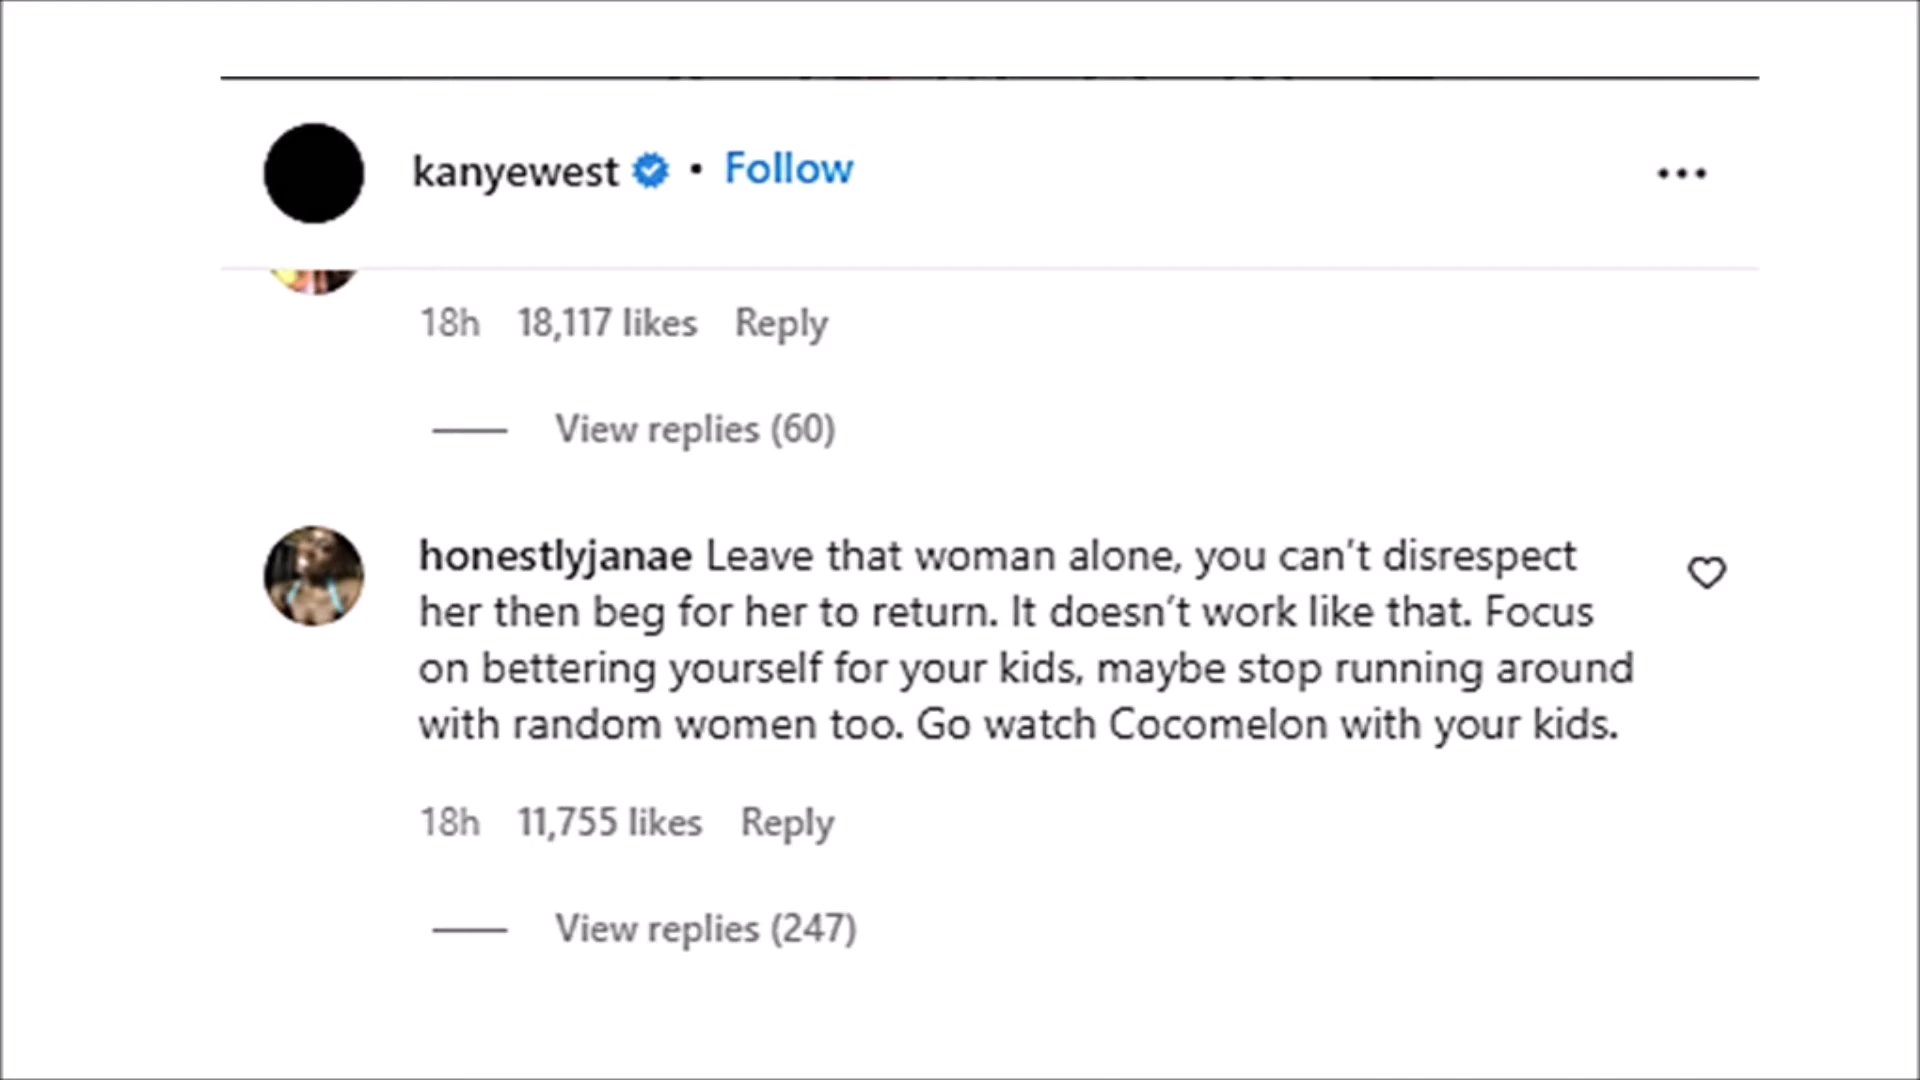 kanyewest • Follow
18h 18,117 likes Reply
View replies (60)
honestlyjanae Leave that woman alone, you can't disrespect
her then beg for her to return. It doesn't work like that. Focus
on bettering yourself for your kids, maybe stop running around
with random women too. Go watch Cocomelon with your kids.
18h 11,755 likes Reply
View replies (247)